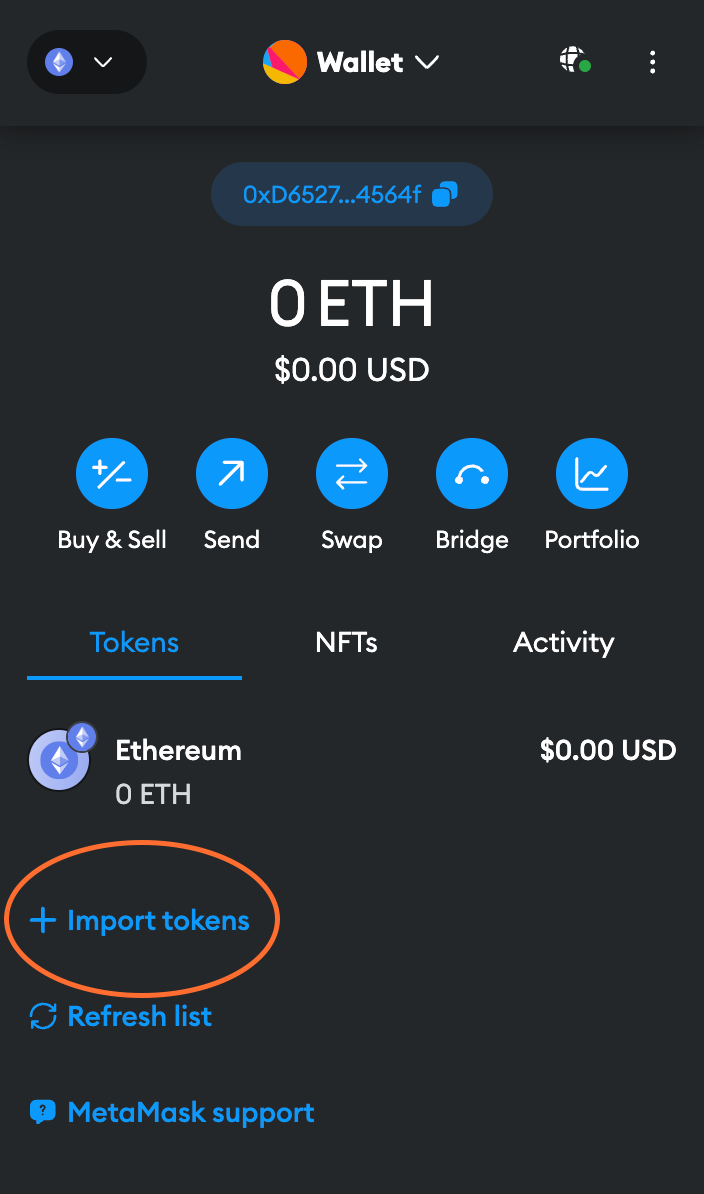 Wallet
0xD6527...4564f
0 ETH
$0.00 USD
Buy & Sell Send Swap Bridge Portfolio
Tokens NFTs Activity
Ethereum $0.00 USD
0 ETH
+ Import tokens
Refresh list
? MetaMask support